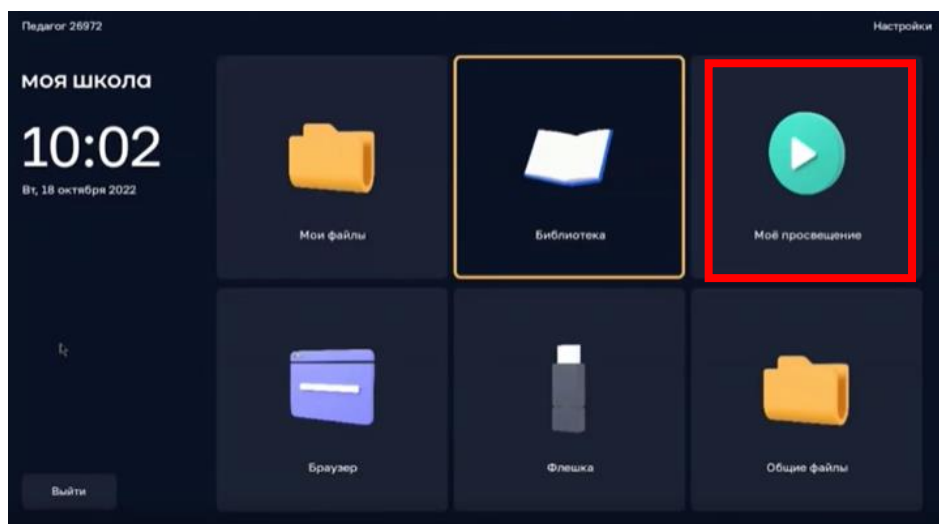 Педагог 26972
Настройки
моя школа
10:02
Вт, 18 октября 2022
Мои файлы
Библиотека
Моё просвещение
Браузер
Флешка
Общие файлы
Выйти